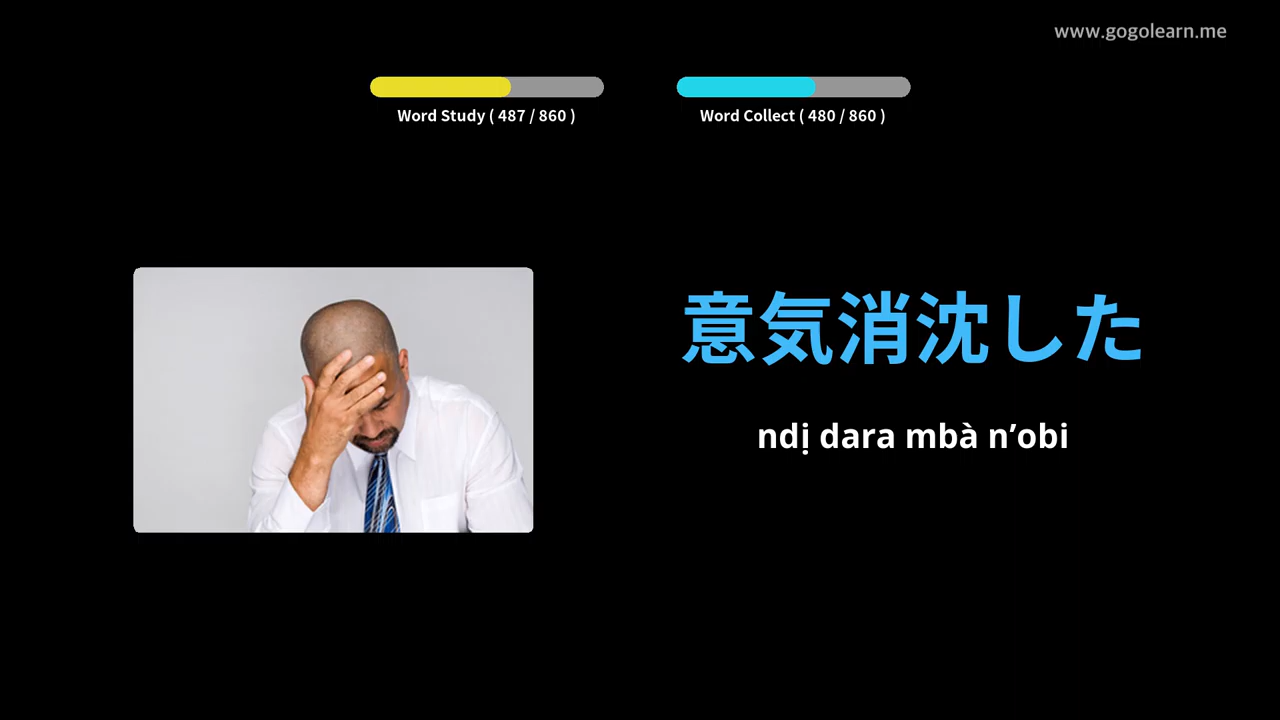 www.gogolearn.me
Word Study ( 487 / 860 )
Word Collect ( 480 / 860 )
意気消沈した
ndị dara mbà n’obi